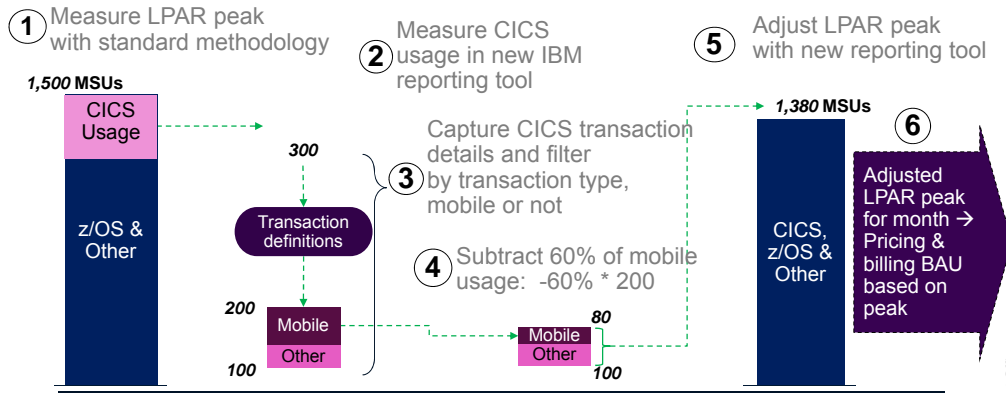 1
Measure LPAR peak
with standard methodology
1,500 MSUs
CICS
Usage
z/OS &
Other
2
Measure CICS
usage in new IBM
reporting tool
300
Transaction
definitions
200
Mobile
Other
100
3
Capture CICS transaction
details and filter
by transaction type,
mobile or not
4
Subtract 60% of mobile
usage: -60% * 200
80
Mobile
Other
100
5
Adjust LPAR peak
with new reporting tool
1,380 MSUs
CICS,
z/OS &
Other
6
Adjusted
LPAR peak
for month →
Pricing &
billing BAU
based on
peak